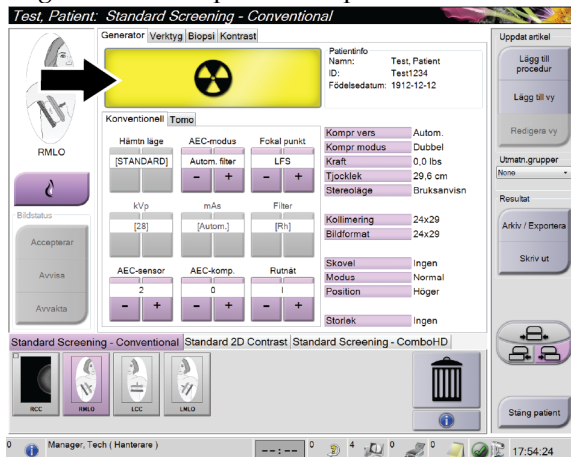 Test, Patient: Standard Screening - Conventional
Generator Verktyg Biopsi Kontrast
Patientinfo
Namn: Test, Patient
ID: Test1234
Födelsedatum: 1912-12-12
Konventionell Tomo
Hämtn läge AEC-modus Fokal punkt
[STANDARD] Autom. filter LFS
- + - +
kVp mAs Filter
[28] [Autom.] [Rh]
AEC-sensor AEC-komp. Rutnät
2 0 I
- + - + - +
Kompr vers Autom.
Kompr modus Dubbel
Kraft 0,0 lbs
Tjocklek 29,6 cm
Stereoläge Bruksanvisn
Kollimering 24x29
Bildformat 24x29
Skovel Ingen
Modus Normal
Position Höger
Storlek Ingen
RMLO
Bildstatus
Accepterar
Avvisa
Avvakta
Uppdat artikel
Lägg till
procedur
Lägg till vy
Redigera vy
Utmatn.grupper
None
Resultat
Arkiv / Exportera
Skriv ut
Stäng patient
Standard Screening - Conventional Standard 2D Contrast Standard Screening - ComboHD
RCC RMLO LCC LMLO
0 Manager, Tech ( Hanterare ) --:-- 0 4 0 0 17:54:24